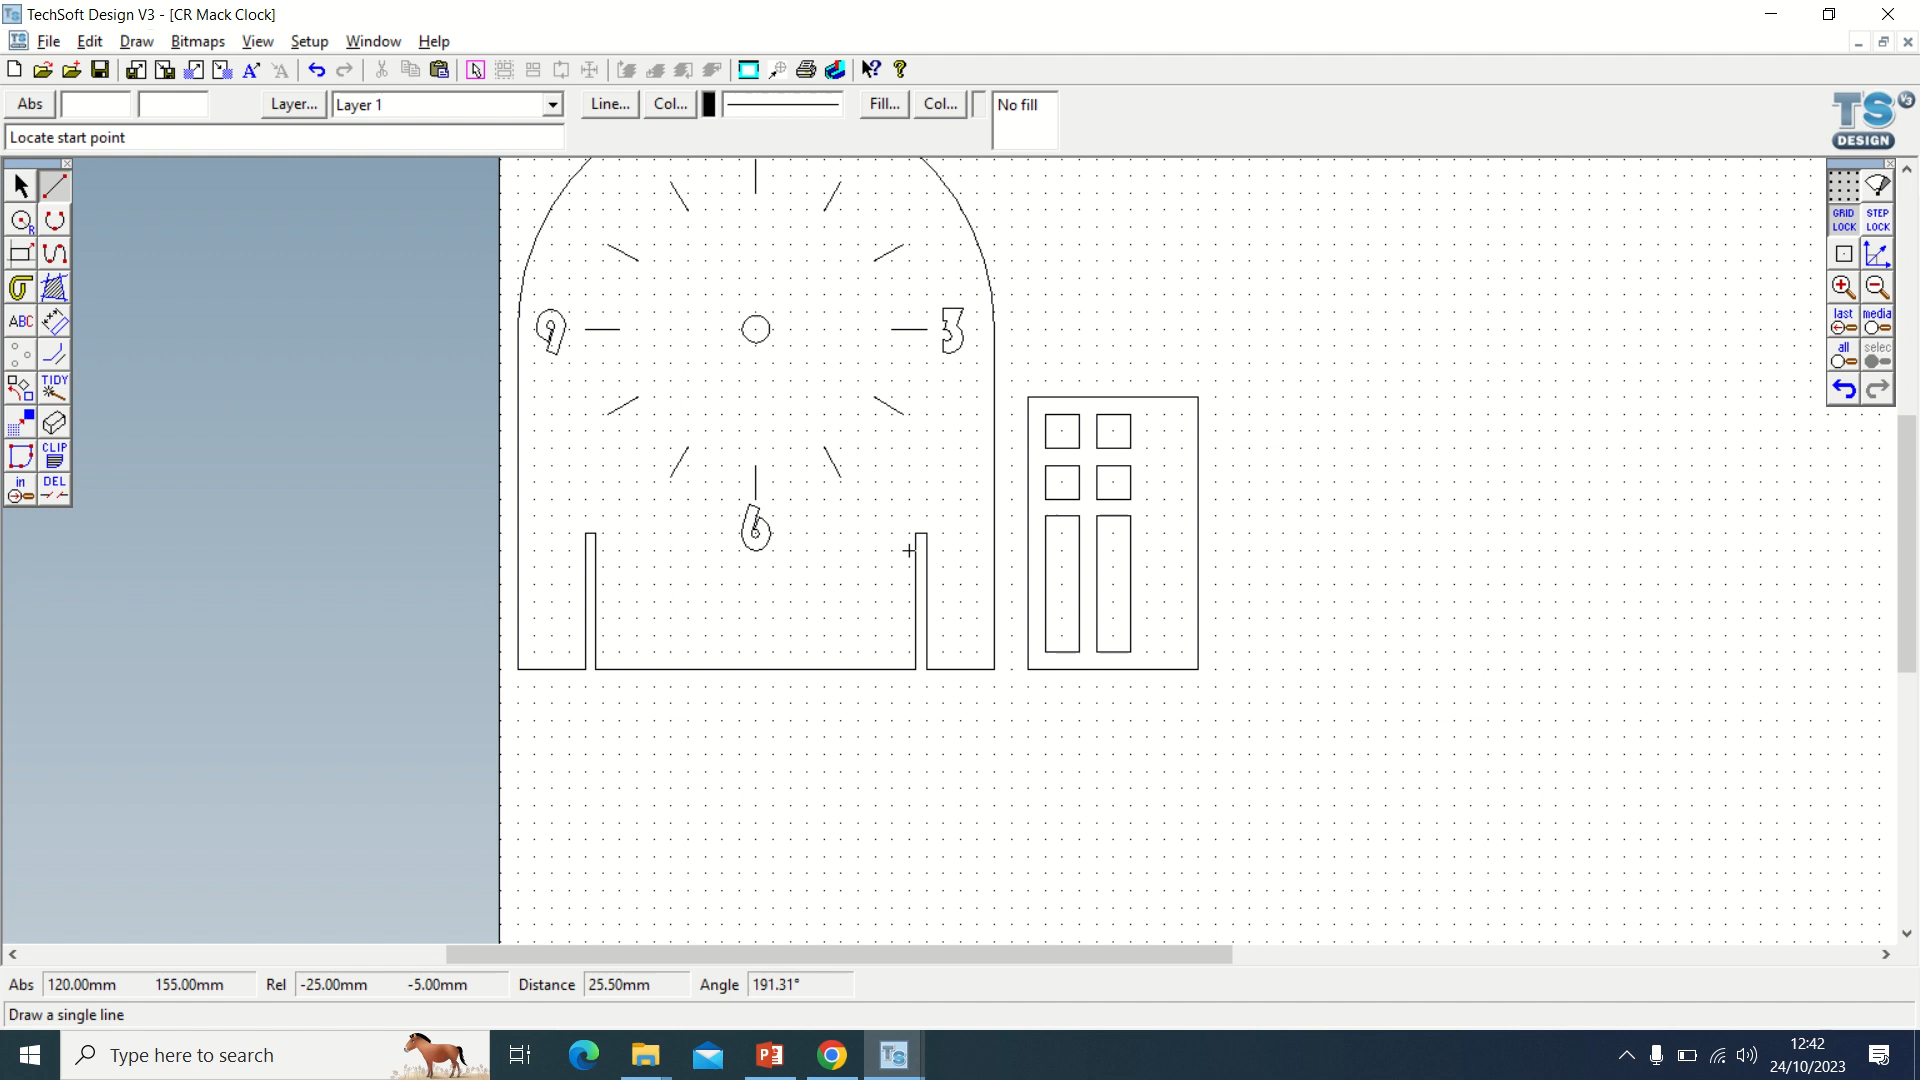 TechSoft Design V3 - [CR Mack Clock]
File Edit Draw Bitmaps View Setup Window Help
Abs Layer... Layer 1 Line... Col... Fill... Col... No fill
Locate start point
TS V3
DESIGN
GRID LOCK STEP LOCK
last media
all selec
ABC
TIDY
CLIP
in DEL
9 3
6
Abs 120.00mm 155.00mm Rel -25.00mm -5.00mm Distance 25.50mm Angle 191.31°
Draw a single line
Type here to search
12:42
24/10/2023